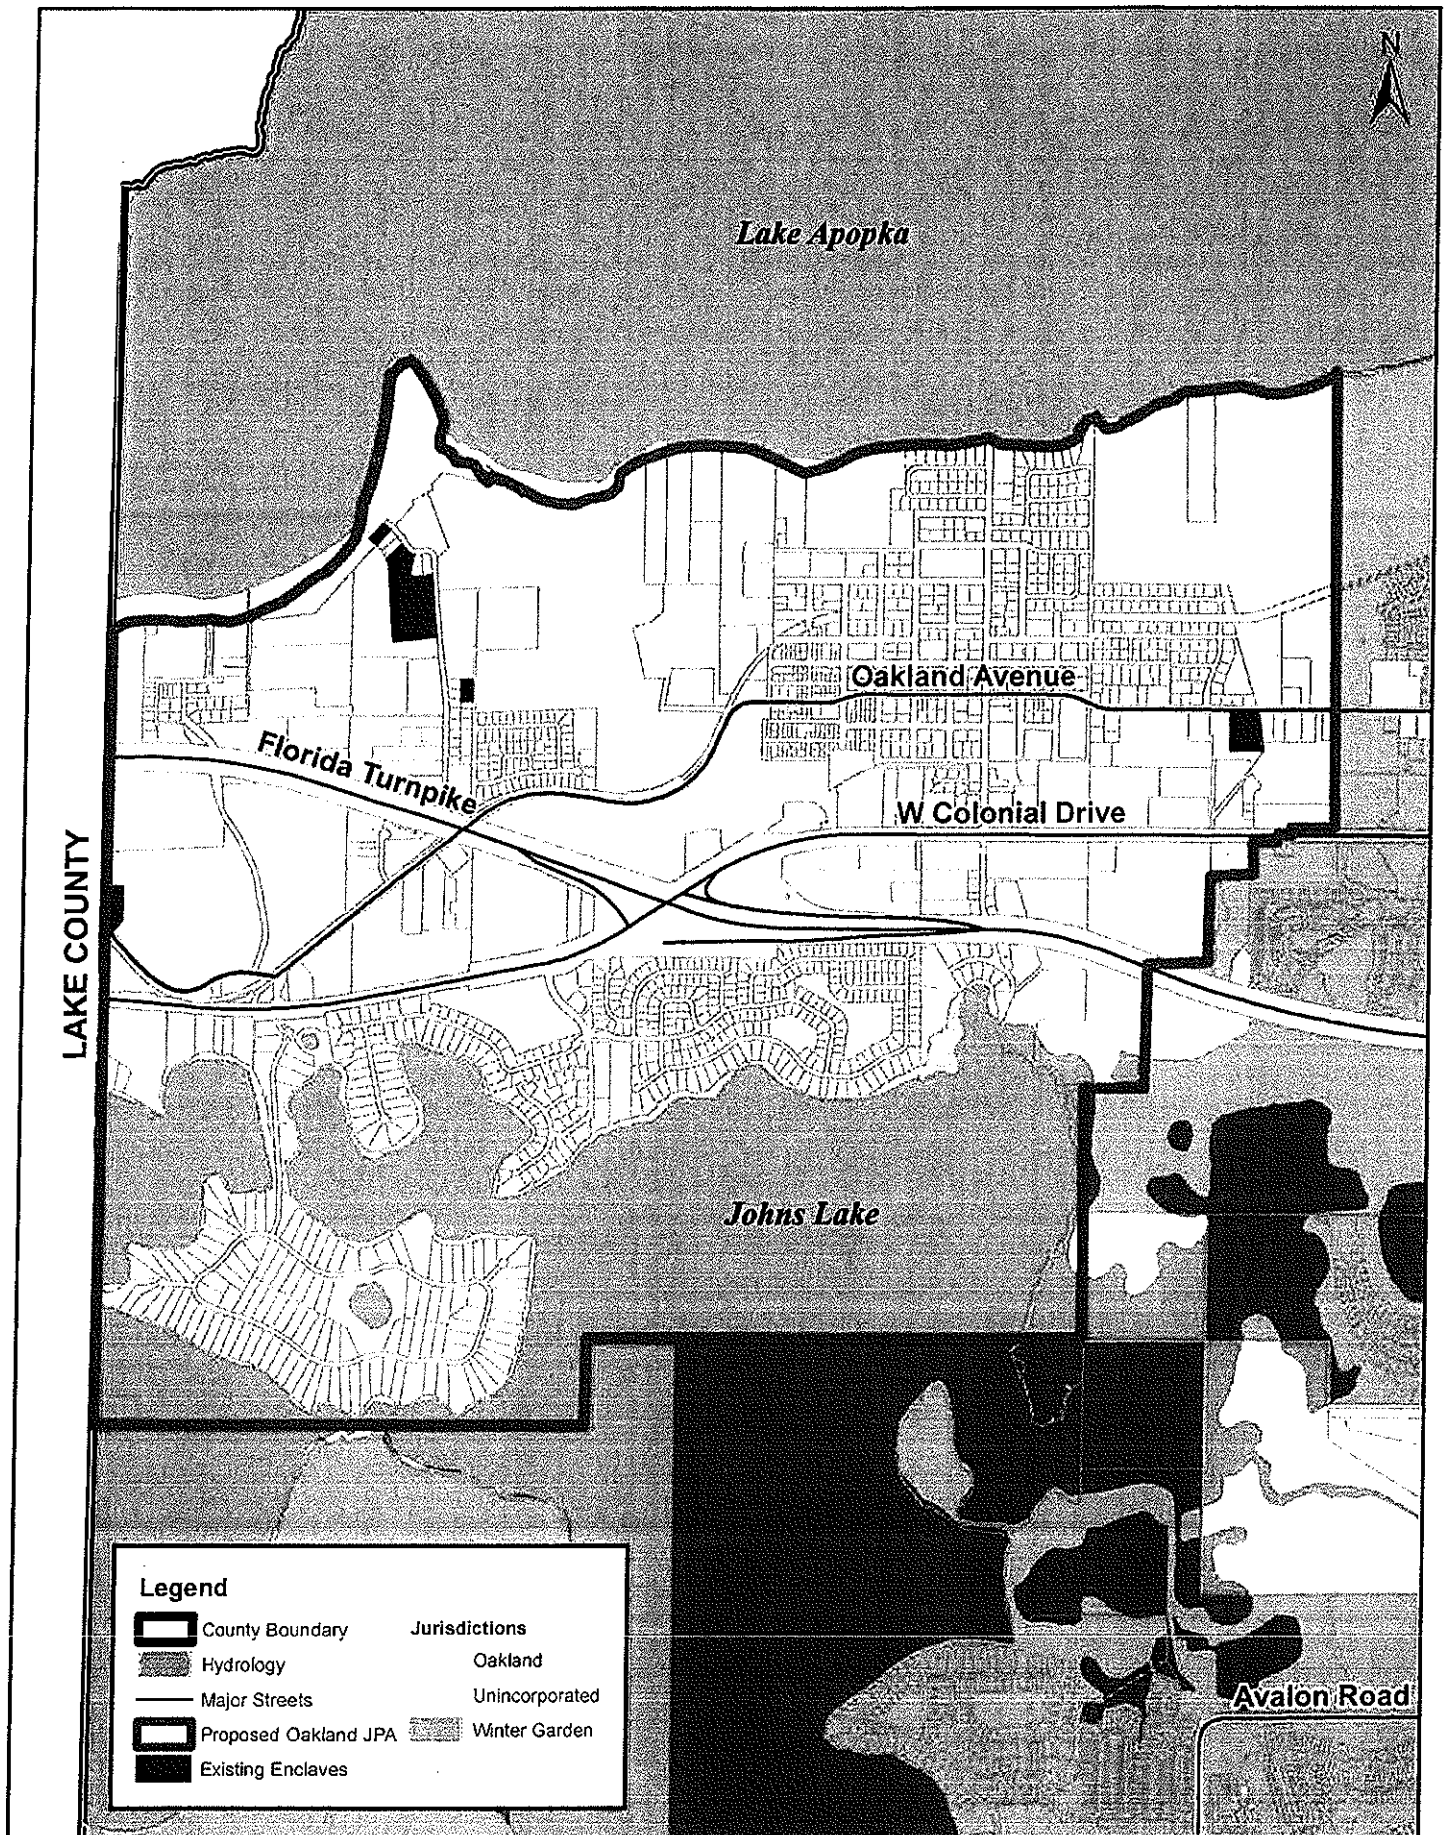 N
Lake Apopka
Oakland Avenue
Florida Turnpike
W Colonial Drive
LAKE COUNTY
Johns Lake
Legend
County Boundary
Hydrology
Major Streets
Proposed Oakland JPA
Existing Enclaves
Jurisdictions
Oakland
Unincorporated
Winter Garden
Avalon Road